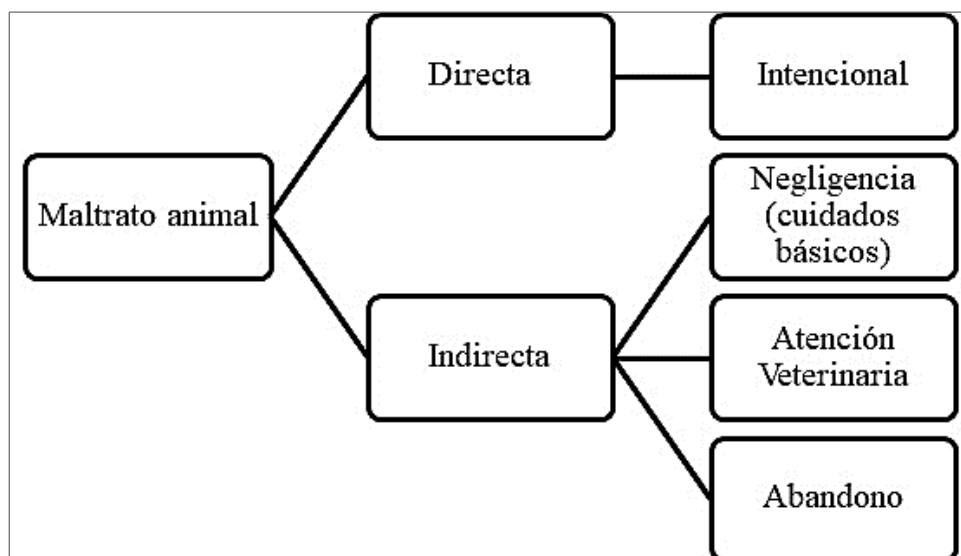 Maltrato animal
Directa
Intencional
Indirecta
Negligencia
(cuidados
básicos)
Atención
Veterinaria
Abandono